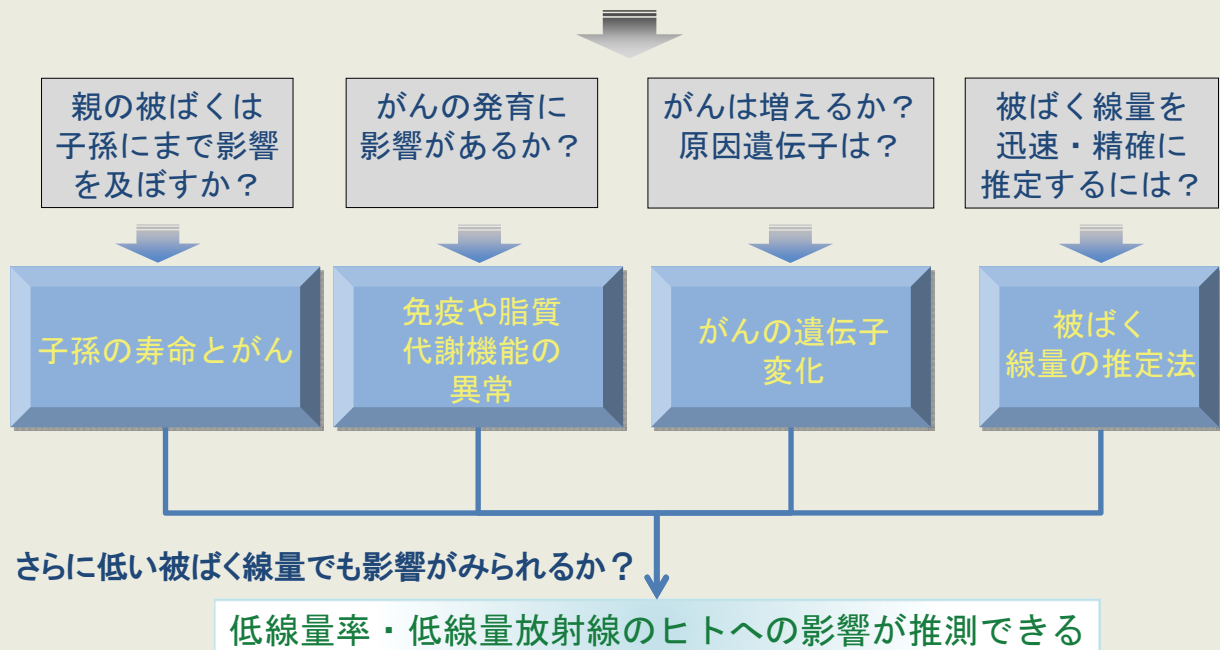 親の被ばくは
子孫にまで影響
を及ぼすか？
がんの発育に
影響があるか？
がんは増えるか？
原因遺伝子は？
被ばく線量を
迅速・精確に
推定するには？
子孫の寿命とがん
免疫や脂質
代謝機能の
異常
がんの遺伝子
変化
被ばく
線量の推定法
さらに低い被ばく線量でも影響がみられるか？
低線量率・低線量放射線のヒトへの影響が推測できる